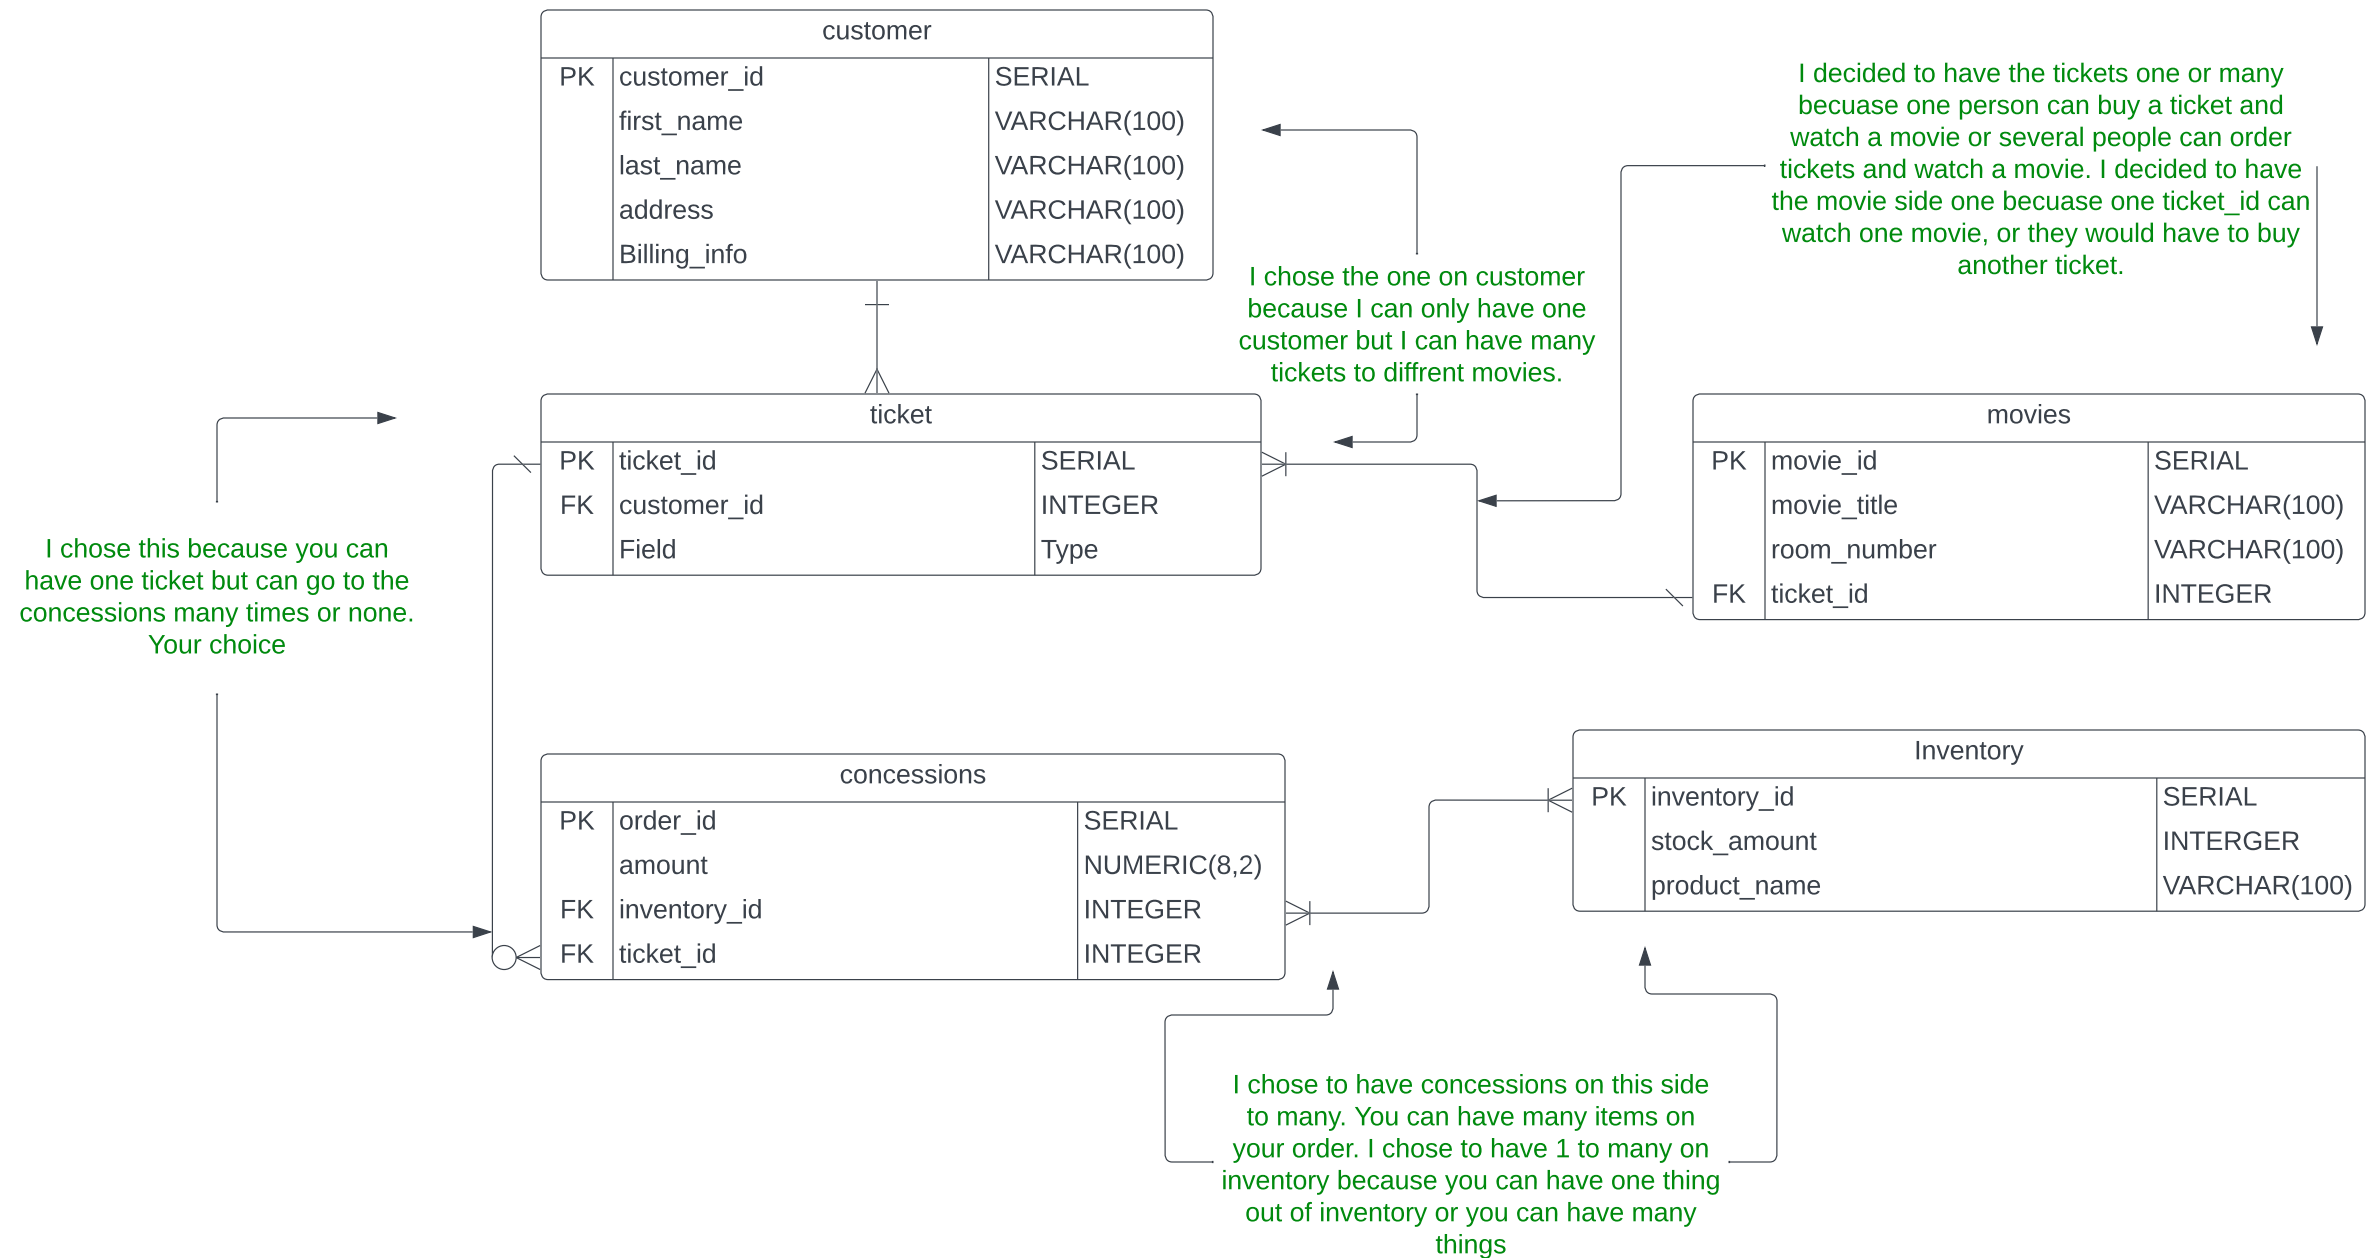 customer
PK customer_id SERIAL
first_name VARCHAR(100)
last_name VARCHAR(100)
address VARCHAR(100)
Billing_info VARCHAR(100)
I decided to have the tickets one or many
becuase one person can buy a ticket and
watch a movie or several people can order
tickets and watch a movie. I decided to have
the movie side one becuase one ticket_id can
watch one movie, or they would have to buy
another ticket.
I chose the one on customer
because I can only have one
customer but I can have many
tickets to diffrent movies.
ticket
PK ticket_id SERIAL
FK customer_id INTEGER
Field Type
movies
PK movie_id SERIAL
movie_title VARCHAR(100)
room_number VARCHAR(100)
FK ticket_id INTEGER
I chose this because you can
have one ticket but can go to the
concessions many times or none.
Your choice
concessions
PK order_id SERIAL
amount NUMERIC(8,2)
FK inventory_id INTEGER
FK ticket_id INTEGER
Inventory
PK inventory_id SERIAL
stock_amount INTERGER
product_name VARCHAR(100)
I chose to have concessions on this side
to many. You can have many items on
your order. I chose to have 1 to many on
inventory because you can have one thing
out of inventory or you can have many
things